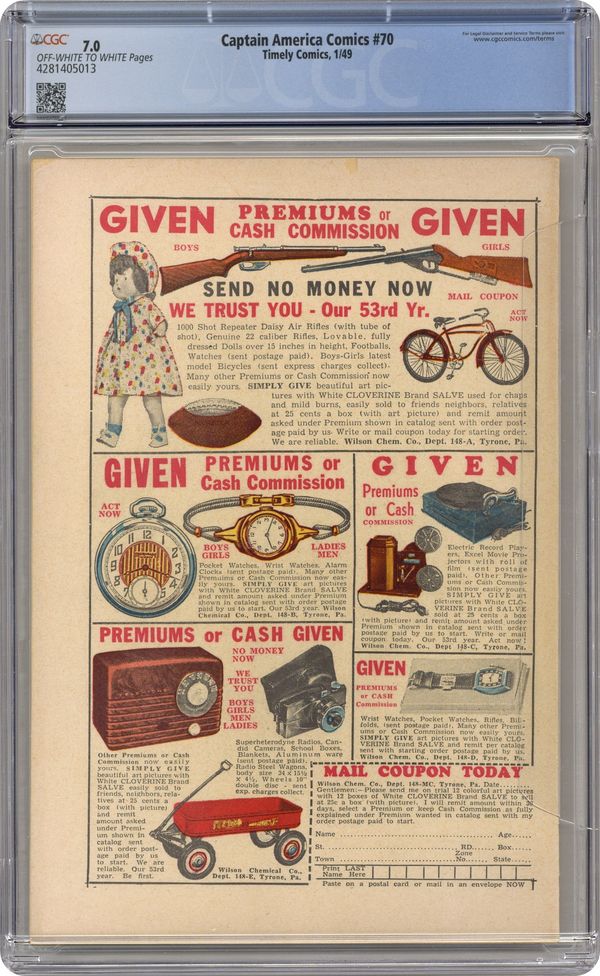 CGC
7.0
OFF-WHITE TO WHITE Pages
4281405013
Captain America Comics #70
Timely Comics, 1/49
For Legal Disclaimer and Service Terms please visit
www.cgccomics.com/terms
GIVEN PREMIUMS or CASH COMMISSION GIVEN
BOYS
GIRLS
SEND NO MONEY NOW
MAIL COUPON
WE TRUST YOU - Our 53rd Yr.
ACT
NOW
1000 Shot Repeater Daisy Air Rifles (with tube of
shot), Genuine 22 caliber Rifles, Lovable, fully
dressed Dolls over 15 inches in height, Footballs,
Watches (sent postage paid). Boys-Girls latest
model Bicycles (sent express charges collect).
Many other Premiums or Cash Commission now
easily yours. SIMPLY GIVE beautiful art pic-
tures with White CLOVERINE Brand SALVE used for chaps
and mild burns, easily sold to friends neighbors, relatives
at 25 cents a box (with art picture) and remit amount
asked under Premium shown in catalog sent with order post-
age paid by us. Write or mail coupon today for starting order.
We are reliable. Wilson Chem. Co., Dept. 148-A, Tyrone, Pa.
GIVEN PREMIUMS or
Cash Commission
ACT
NOW
BOYS
GIRLS
LADIES
MEN
Pocket Watches, Wrist Watches, Alarm
Clocks (sent postage paid). Many other
Premiums or Cash Commission now eas-
ily yours. SIMPLY GIVE art pictures
with White CLOVERINE Brand SALVE
and remit amount asked under Premium
shown in catalog sent with order postage
paid by us to start. Our 53rd year. Wilson
Chemical Co., Dept. 148-B, Tyrone, Pa.
GIVEN
Premiums
or Cash
COMMISSION
Electric Record Play-
ers, Excel Movie Pro-
jectors with roll of
film (sent postage
paid). Other Premi-
ums or Cash Commis-
sion now easily yours.
SIMPLY GIVE art
pictures with White CLO-
VERINE Brand SALVE
sold at 25 cents a box
(with picture) and remit amount asked under
Premium shown in catalog sent with order
postage paid by us to start. Write or mail
coupon today. Our 53rd year. Act now!
Wilson Chem. Co., Dept 148-C, Tyrone, Pa.
PREMIUMS or CASH GIVEN
NO MONEY
NOW
WE
TRUST
YOU
BOYS
GIRLS
MEN
LADIES
Superheterodyne Radios, Can-
did Cameras, School Boxes,
Blankets, Aluminum ware
(sent postage paid).
Radio Steel Wagons,
body size 34 x 15½
x 4½. Wheels 10"
double disc - sent
exp. charges collect.
Other Premiums or Cash
Commission now easily
yours. SIMPLY GIVE
beautiful art pictures with
White CLOVERINE Brand
SALVE easily sold to
friends, neighbors, rela-
tives at 25 cents a
box (with picture)
and remit
amount asked
under Premi-
um shown in
catalog sent
with order post-
age paid by us
to start. We are
reliable. Our 53rd
year. Be first.
Wilson Chemical Co.,
Dept. 148-E, Tyrone, Pa.
GIVEN
PREMIUMS
or CASH
Commission
Wrist Watches, Pocket Watches, Rifles, Bill-
folds, (sent postage paid). Many other Premi-
ums or Cash Commission now easily yours.
SIMPLY GIVE art pictures with White CLO-
VERINE Brand SALVE and remit per catalog
sent with starting order postage paid by us.
Wilson Chem. Co., Dept. 148-D, Tyrone, Pa.
MAIL COUPON TODAY
Wilson Chem. Co., Dept. 148-MC, Tyrone, Pa. Date
Gentlemen:- Please send me on trial 12 colorful art pictures
with 12 boxes of White CLOVERINE Brand SALVE to sell
at 25c a box (with picture). I will remit amount within 30
days, select a Premium or keep Cash Commission as fully
explained under Premium wanted in catalog sent with my
order postage paid to start.
Name Age
St. RD. Box
Zone
Town No. State
Print LAST
Name Here
Paste on a postal card or mail in an envelope NOW